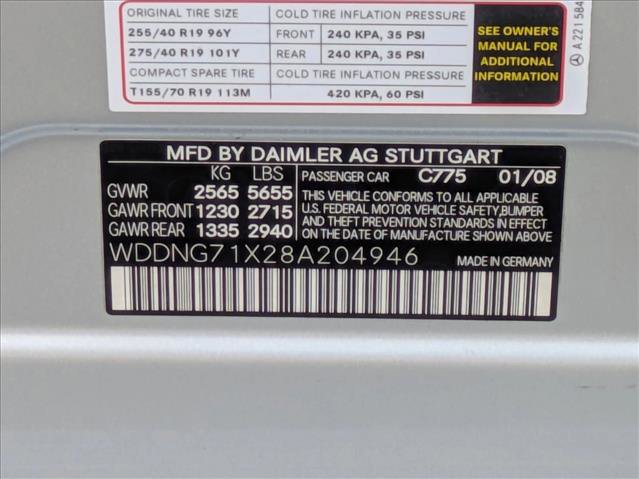 ORIGINAL TIRE SIZE COLD TIRE INFLATION PRESSURE
255/40 R19 96Y FRONT 240 KPA, 35 PSI
275/40 R19 101Y REAR 240 KPA, 35 PSI
COMPACT SPARE TIRE COLD TIRE INFLATION PRESSURE
T155/70 R19 113M 420 KPA, 60 PSI
SEE OWNER'S
MANUAL FOR
ADDITIONAL
INFORMATION
A 221 584
MFD BY DAIMLER AG STUTTGART
KG LBS
GVWR 2565 5655
GAWR FRONT 1230 2715
GAWR REAR 1335 2940
PASSENGER CAR C775 01/08
THIS VEHICLE CONFORMS TO ALL APPLICABLE
U.S. FEDERAL MOTOR VEHICLE SAFETY, BUMPER
AND THEFT PREVENTION STANDARDS IN EFFECT
ON THE DATE OF MANUFACTURE SHOWN ABOVE.
WDDNG71X28A204946 MADE IN GERMANY